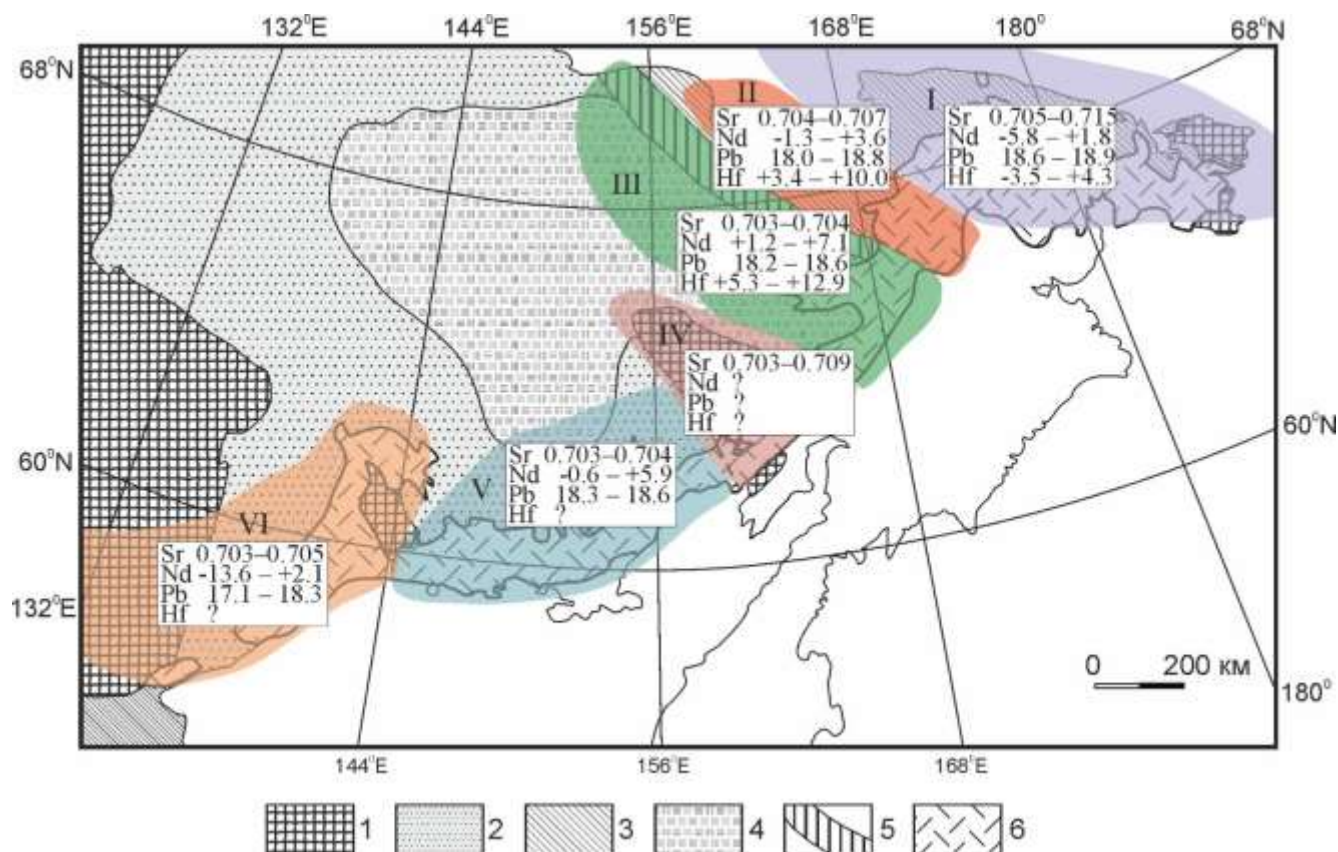 132°E 144°E 156°E 168°E 180° 68°N
68°N
II
I
Sr 0.704–0.707
Nd -1.3 – +3.6
Pb 18.0 – 18.8
Hf +3.4 – +10.0
Sr 0.705–0.715
Nd -5.8 – +1.8
Pb 18.6 – 18.9
Hf -3.5 – +4.3
III
Sr 0.703–0.704
Nd +1.2 – +7.1
Pb 18.2 – 18.6
Hf +5.3 – +12.9
IV
Sr 0.703–0.709
Nd ?
Pb ?
Hf ?
60°N
60°N
V
Sr 0.703–0.704
Nd -0.6 – +5.9
Pb 18.3 – 18.6
Hf ?
VI
Sr 0.703–0.705
Nd -13.6 – +2.1
Pb 17.1 – 18.3
Hf ?
132°E
0 200 км
180°
144°E 156°E 168°E
1 2 3 4 5 6